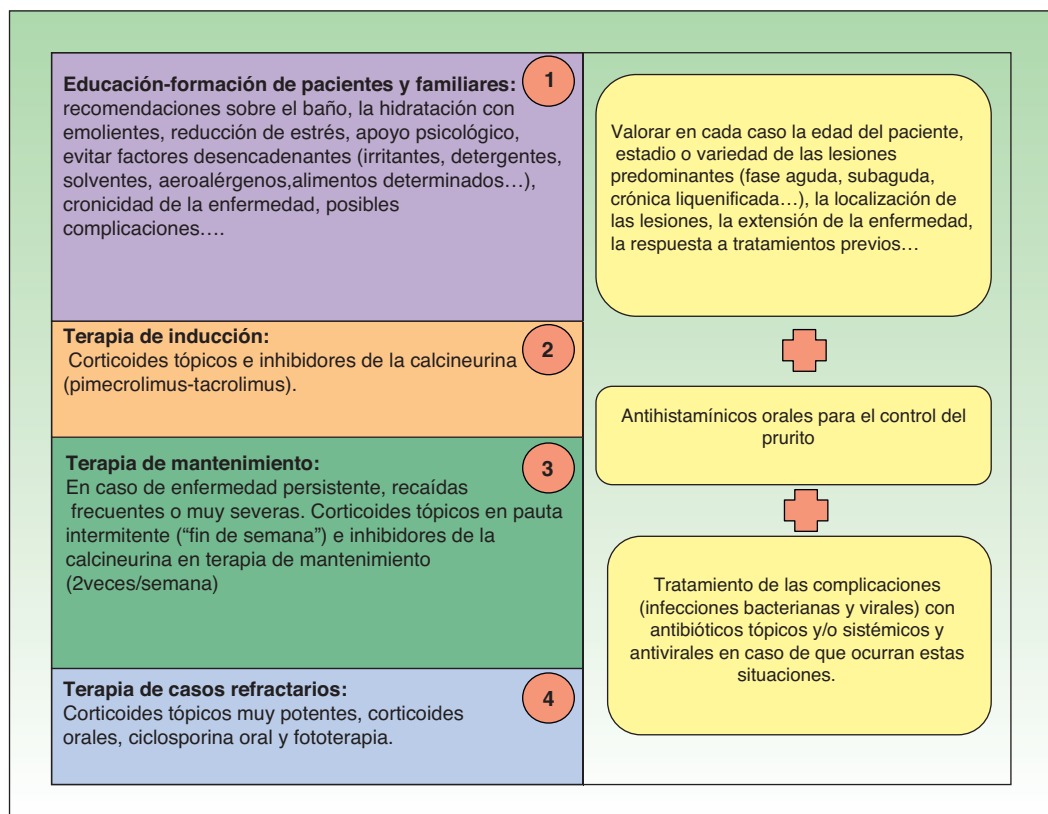 Educación-formación de pacientes y familiares:
1
recomendaciones sobre el baño, la hidratación con
emolientes, reducción de estrés, apoyo psicológico,
evitar factores desencadenantes (irritantes, detergentes,
solventes, aeroalérgenos,alimentos determinados…),
cronicidad de la enfermedad, posibles
complicaciones….
Terapia de inducción:
2
Corticoides tópicos e inhibidores de la calcineurina
(pimecrolimus-tacrolimus).
Terapia de mantenimiento:
3
En caso de enfermedad persistente, recaídas
frecuentes o muy severas. Corticoides tópicos en pauta
intermitente (“fin de semana”) e inhibidores de la
calcineurina en terapia de mantenimiento
(2veces/semana)
Terapia de casos refractarios:
4
Corticoides tópicos muy potentes, corticoides
orales, ciclosporina oral y fototerapia.
Valorar en cada caso la edad del paciente,
estadio o variedad de las lesiones
predominantes (fase aguda, subaguda,
crónica liquenificada…), la localización de
las lesiones, la extensión de la enfermedad,
la respuesta a tratamientos previos…
Antihistamínicos orales para el control del
prurito
Tratamiento de las complicaciones
(infecciones bacterianas y virales) con
antibióticos tópicos y/o sistémicos y
antivirales en caso de que ocurran estas
situaciones.